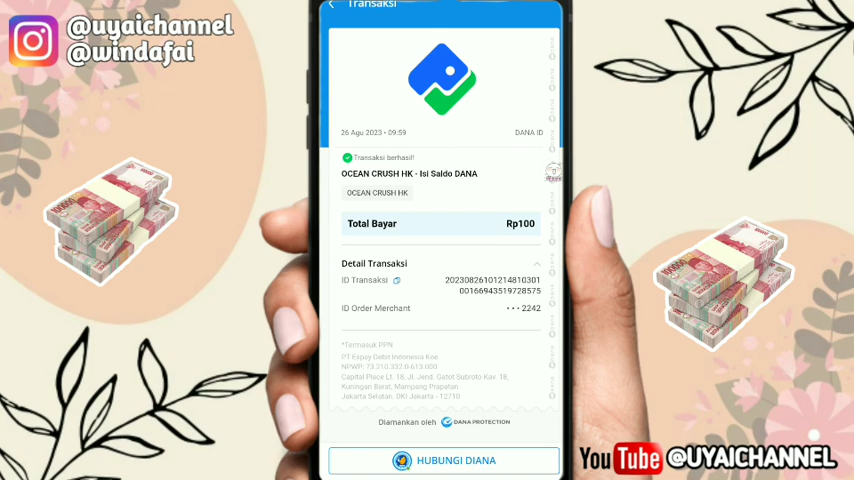 @uyaichannel
@windafai
Transaksi
26 Agu 2023 • 09:59
DANA ID
Transaksi berhasil!
OCEAN CRUSH HK - Isi Saldo DANA
OCEAN CRUSH HK
Total Bayar
Rp100
Detail Transaksi
ID Transaksi
20230826101214810301
00166943519728575
ID Order Merchant
• • • 2242
*Termasuk PPN
PT Espay Debit Indonesia Koe
NPWP: 73.210.332.0-613.000
Capital Place Lt. 18, Jl. Jend. Gatot Subroto Kav. 18,
Kuningan Barat, Mampang Prapatan
Jakarta Selatan, DKI Jakarta - 12710
Diamankan oleh
DANA PROTECTION
HUBUNGI DIANA
YouTube @UYAICHANNEL